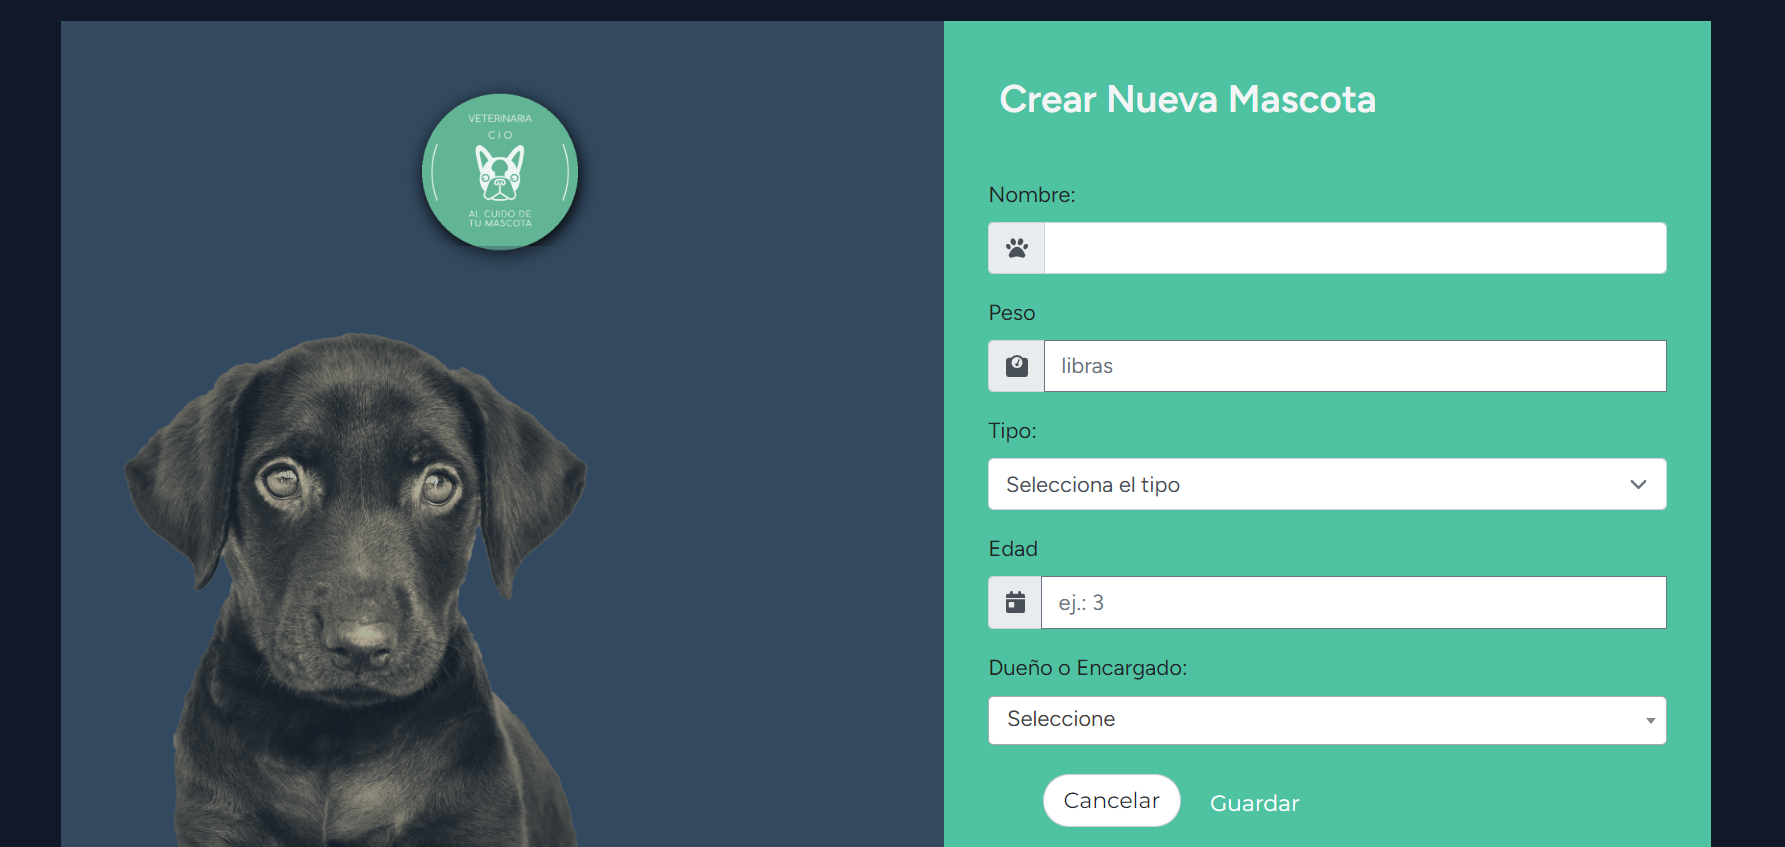 VETERINARIA
CIO
AL CUIDO DE
TU MASCOTA
Crear Nueva Mascota
Nombre:
Peso
libras
Tipo:
Selecciona el tipo
Edad
ej.: 3
Dueño o Encargado:
Seleccione
Cancelar Guardar